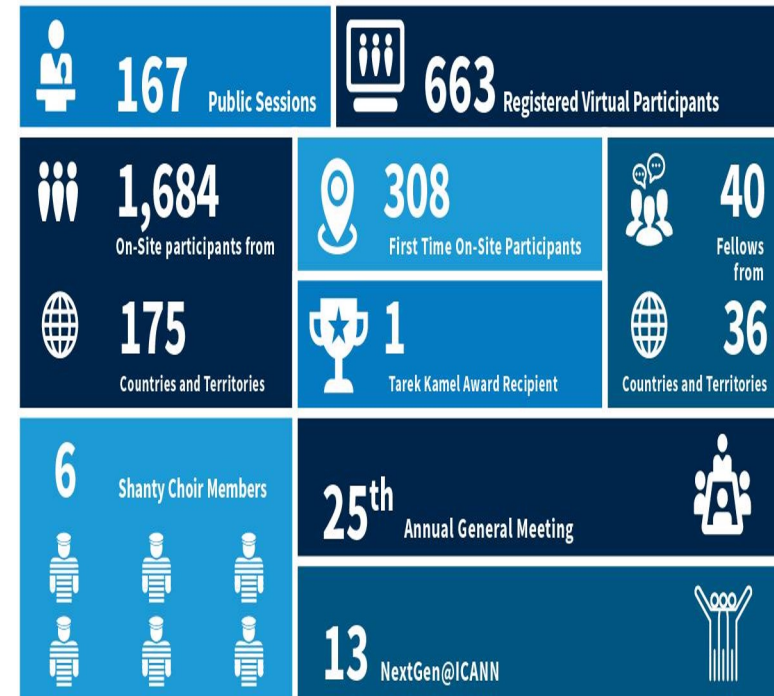 167 Public Sessions
663 Registered Virtual Participants
1,684
On-Site participants from
175
Countries and Territories
308
First Time On-Site Participants
1
Tarek Kamel Award Recipient
40
Fellows
from
36
Countries and Territories
6 Shanty Choir Members
25th Annual General Meeting
13 NextGen@ICANN